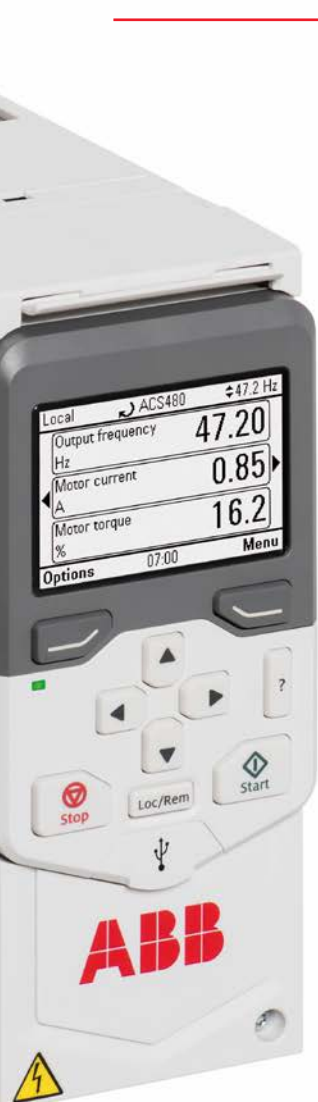 Local ACS480 47.2 Hz
Output frequency 47.20
Hz
Motor current 0.85
A
Motor torque 16.2
%
Options 07:00 Menu
?
Stop Loc/Rem Start
ABB